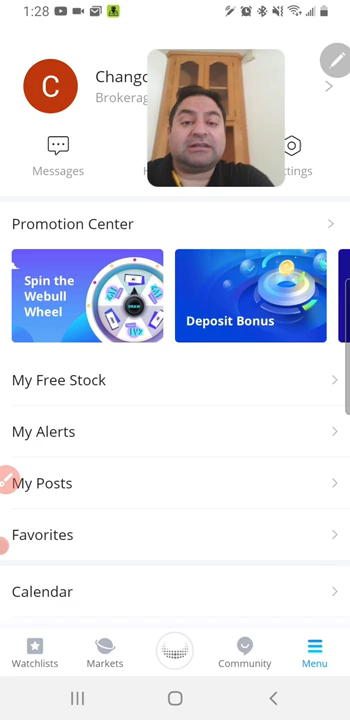 1:28
C
Chang
Brokerag
Messages
ttings
Promotion Center
Spin the
Webull
Wheel
DRAW
Deposit Bonus
My Free Stock
My Alerts
My Posts
Favorites
Calendar
Watchlists
Markets
Community
Menu